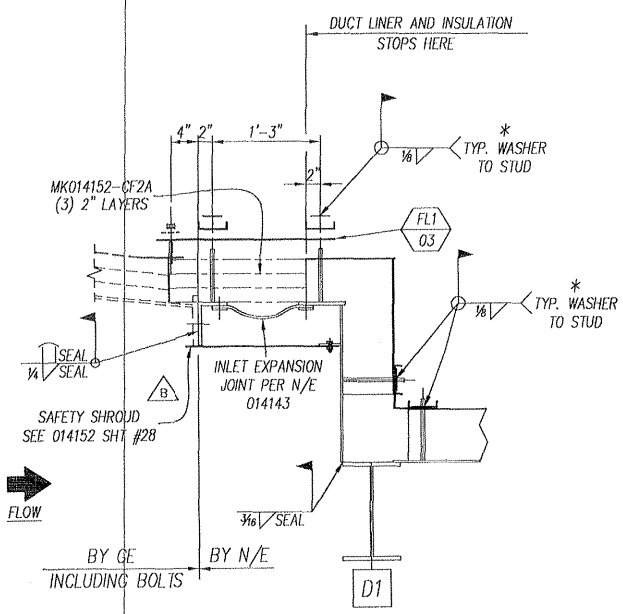 DUCT LINER AND INSULATION
STOPS HERE
4" 2" 1'-3"
2"
*
1/8 TYP. WASHER
TO STUD
MK014152-CF2A
(3) 2" LAYERS
FL1
03
*
1/8 TYP. WASHER
TO STUD
1/4 SEAL
SEAL
INLET EXPANSION
JOINT PER N/E
014143
B
SAFETY SHROUD
SEE 014152 SHT #28
FLOW
3/16 SEAL
BY GE
INCLUDING BOLTS
BY N/E
D1